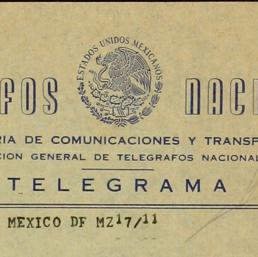 ESTADOS UNIDOS MEXICANOS
FOS NAC
RIA DE COMUNICACIONES Y TRANSP
CION GENERAL DE TELEGRAFOS NACIONAL
TELEGRAMA
MEXICO DF MZ17/11